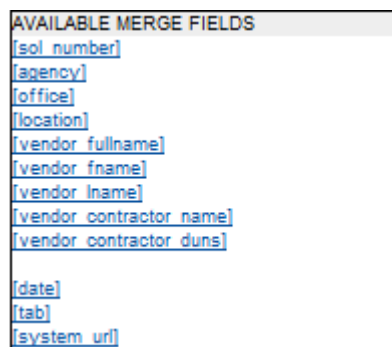 AVAILABLE MERGE FIELDS
[sol_number]
[agency]
[office]
[location]
[vendor_fullname]
[vendor_fname]
[vendor_lname]
[vendor_contractor_name]
[vendor_contractor_duns]
[date]
[tab]
[system_url]